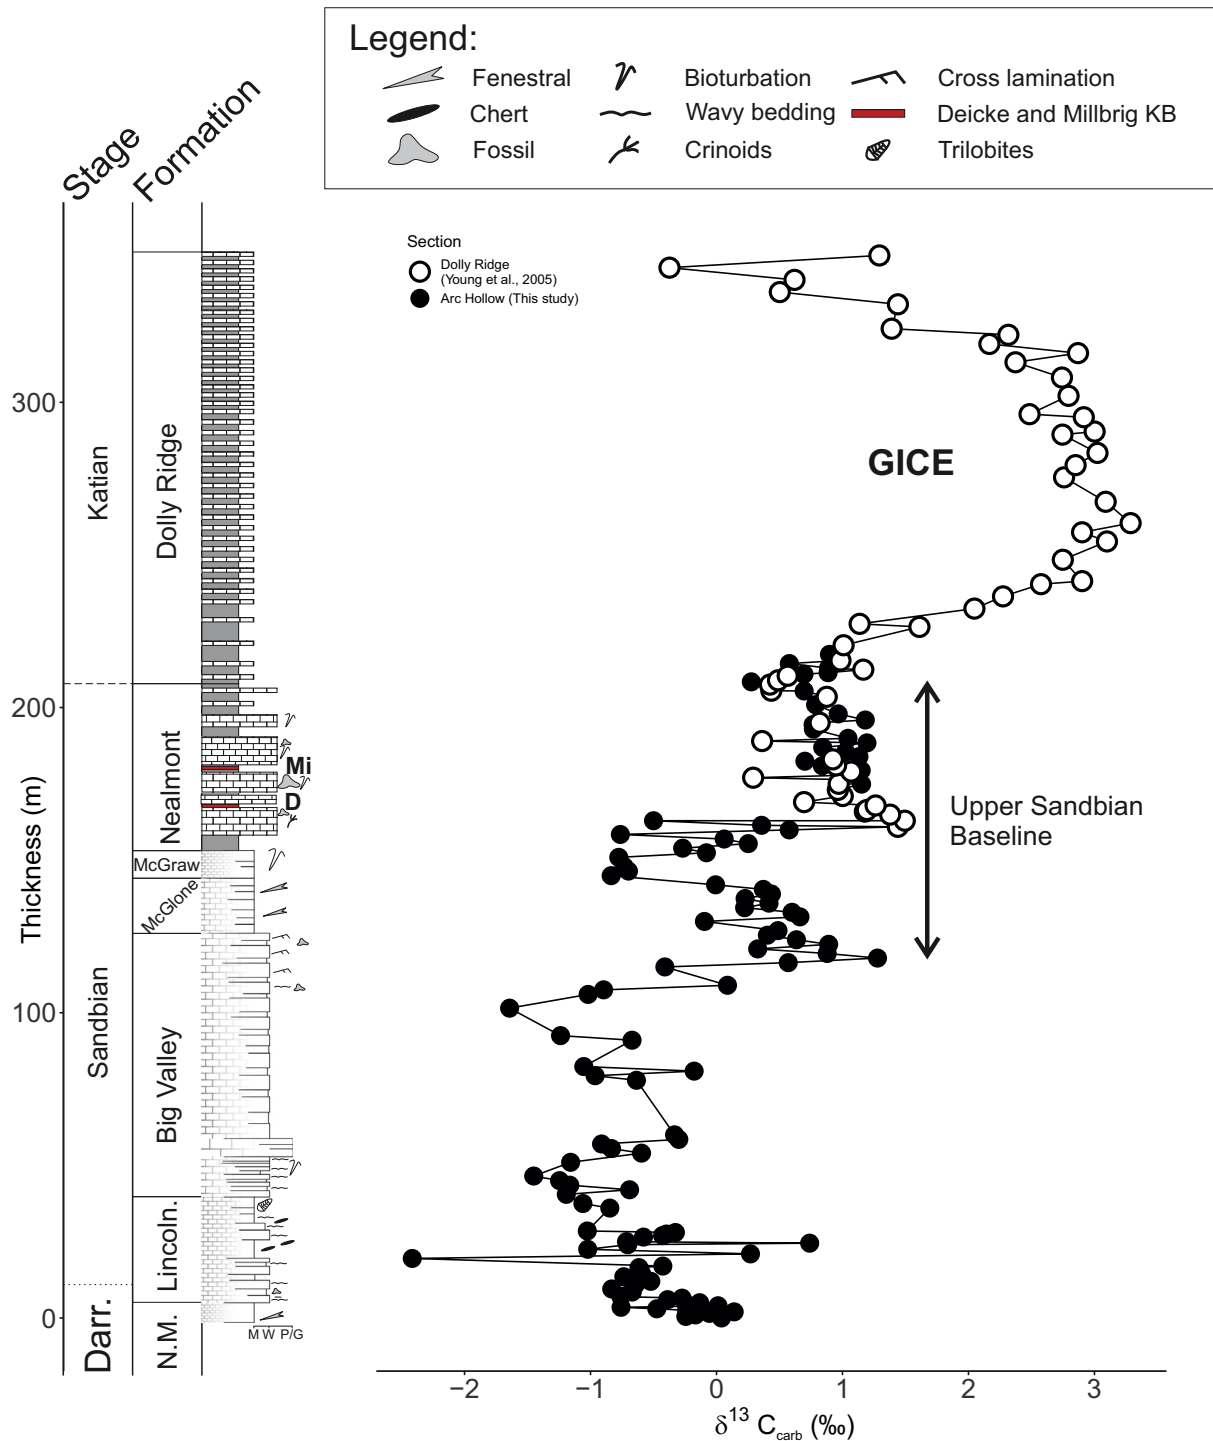 Legend:
Fenestral
Bioturbation
Cross lamination
Chert
Wavy bedding
Deicke and Millbrig KB
Fossil
Crinoids
Trilobites
Stage
Formation
Section
Dolly Ridge
(Young et al., 2005)
Arc Hollow (This study)
Thickness (m)
300
200
100
0
Katian
Sandbian
Darr.
Dolly Ridge
Nealmont
McGraw
McGlone
Big Valley
Lincoln.
N.M.
Mi
D
M W P/G
GICE
Upper Sandbian
Baseline
−2 −1 0 1 2 3
δ13 Ccarb (‰)